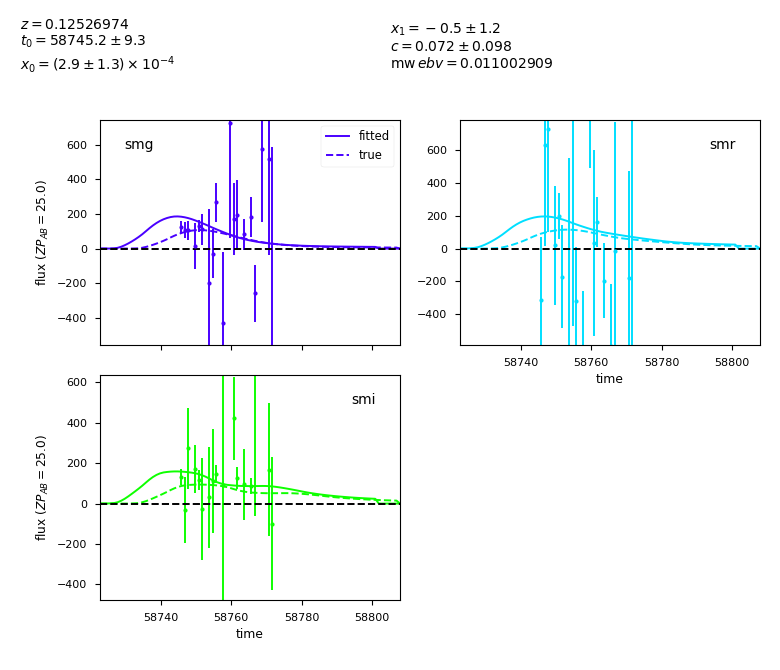 z = 0.12526974
t₀ = 58745.2 ± 9.3
x₀ = (2.9 ± 1.3) × 10⁻⁴
x₁ = − 0.5 ± 1.2
c = 0.072 ± 0.098
mw ebv = 0.011002909
smg
fitted
true
600
400
200
0
−200
−400
flux (ZP_AB = 25.0)
smr
600
400
200
0
−200
−400
58740 58760 58780 58800
time
smi
600
400
200
0
−200
−400
flux (ZP_AB = 25.0)
58740 58760 58780 58800
time